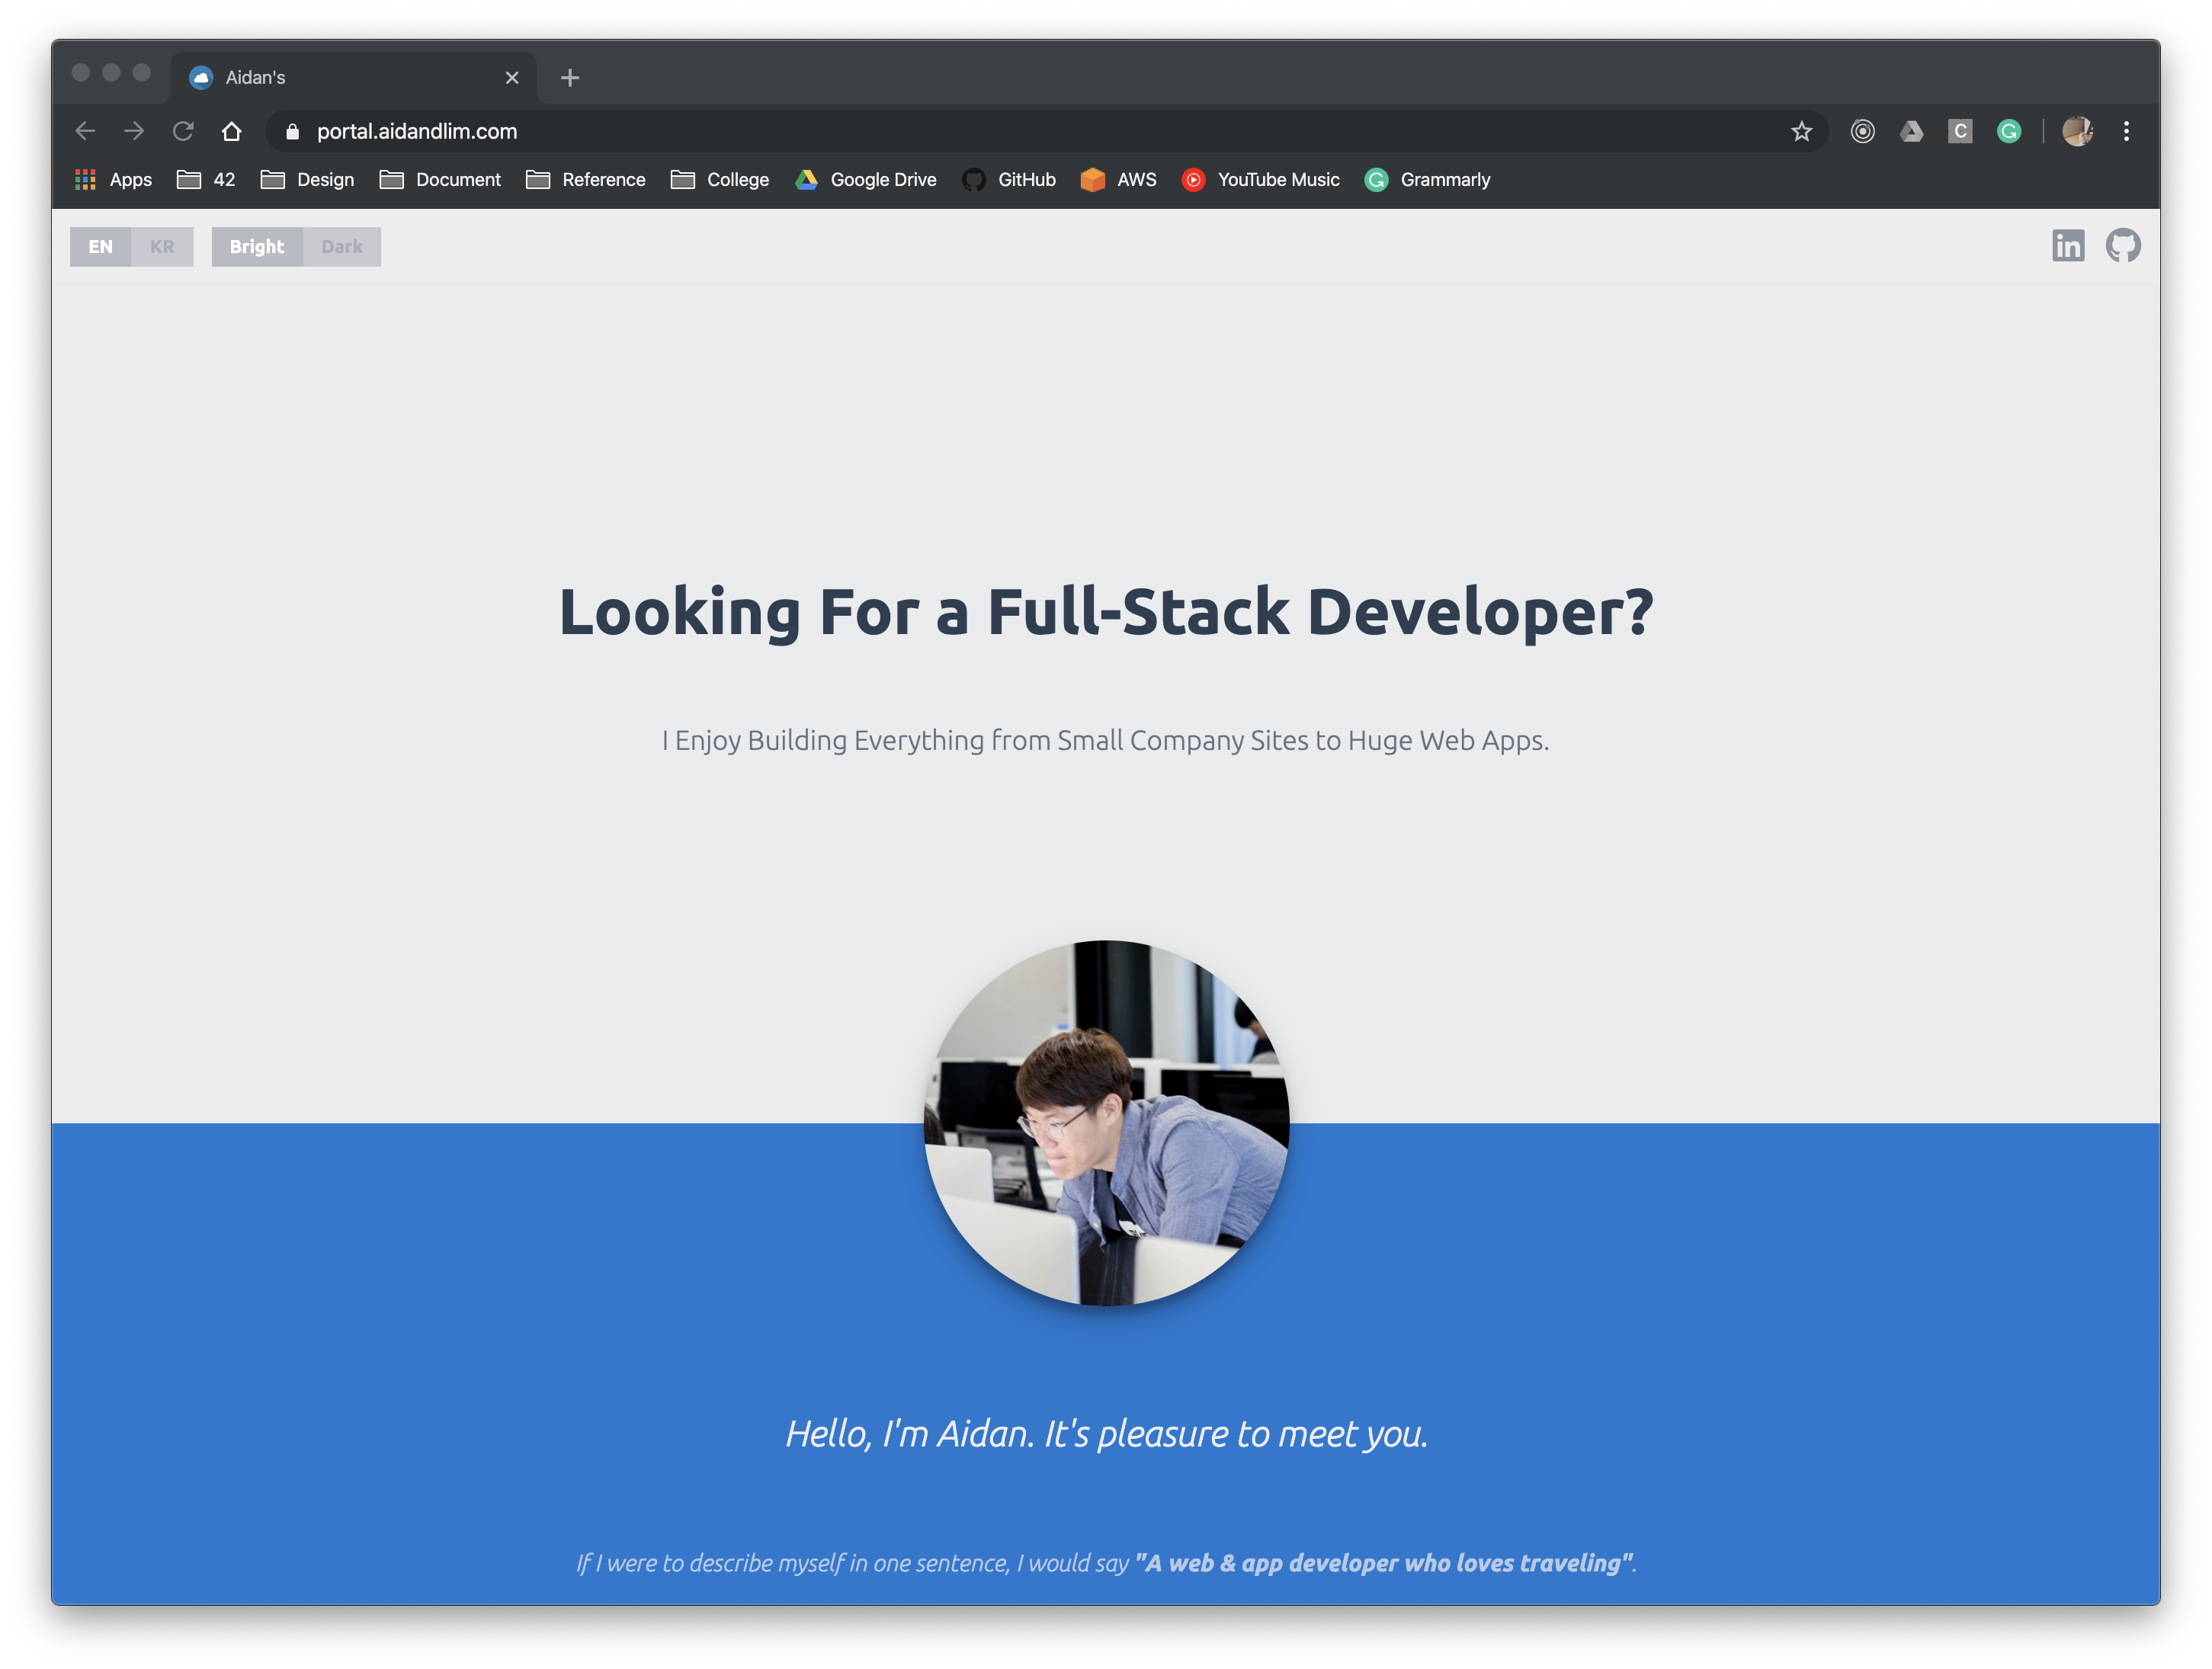 Aidan's
portal.aidandlim.com
C
Apps 42 Design Document Reference College Google Drive GitHub AWS YouTube Music Grammarly
EN KR Bright Dark
in
Looking For a Full-Stack Developer?
I Enjoy Building Everything from Small Company Sites to Huge Web Apps.
Hello, I'm Aidan. It's pleasure to meet you.
If I were to describe myself in one sentence, I would say "A web & app developer who loves traveling".